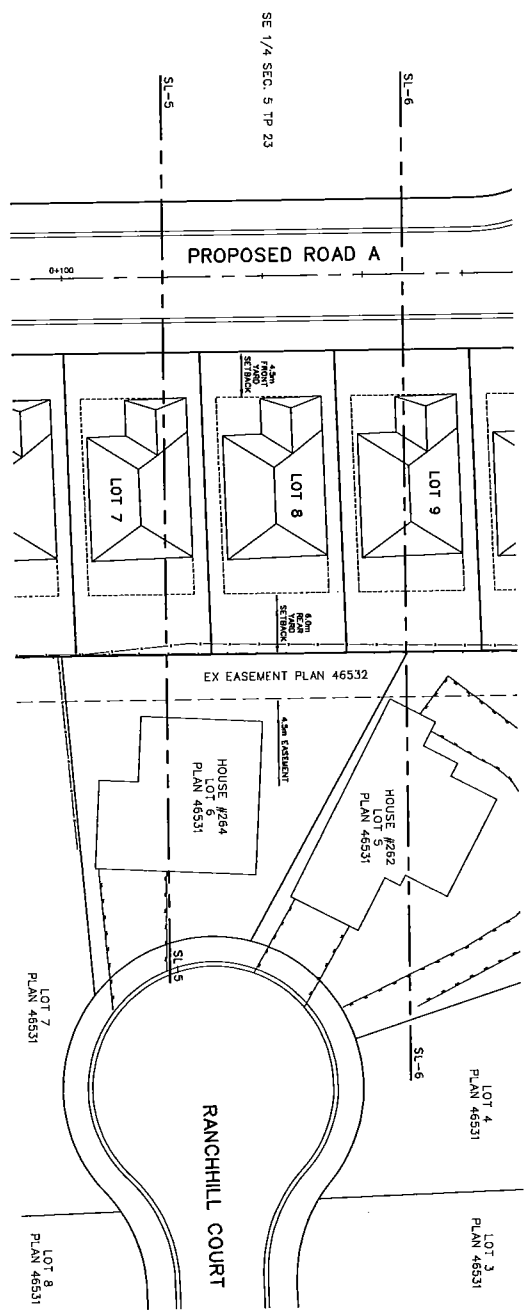 SE 1/4 SEC. 5 TP 23
SL-5
SL-6
PROPOSED ROAD A
0+100
4.5m
FRONT
YARD
SETBACK
LOT 7
LOT 8
LOT 9
6.0m
REAR
YARD
SETBACK
EX EASEMENT PLAN 46532
4.5m EASEMENT
HOUSE #264
LOT 6
PLAN 46531
HOUSE #262
LOT 5
PLAN 46531
SL-5
SL-6
LOT 7
PLAN 46531
LOT 4
PLAN 46531
RANCHHILL COURT
LOT 8
PLAN 46531
LOT 3
PLAN 46531